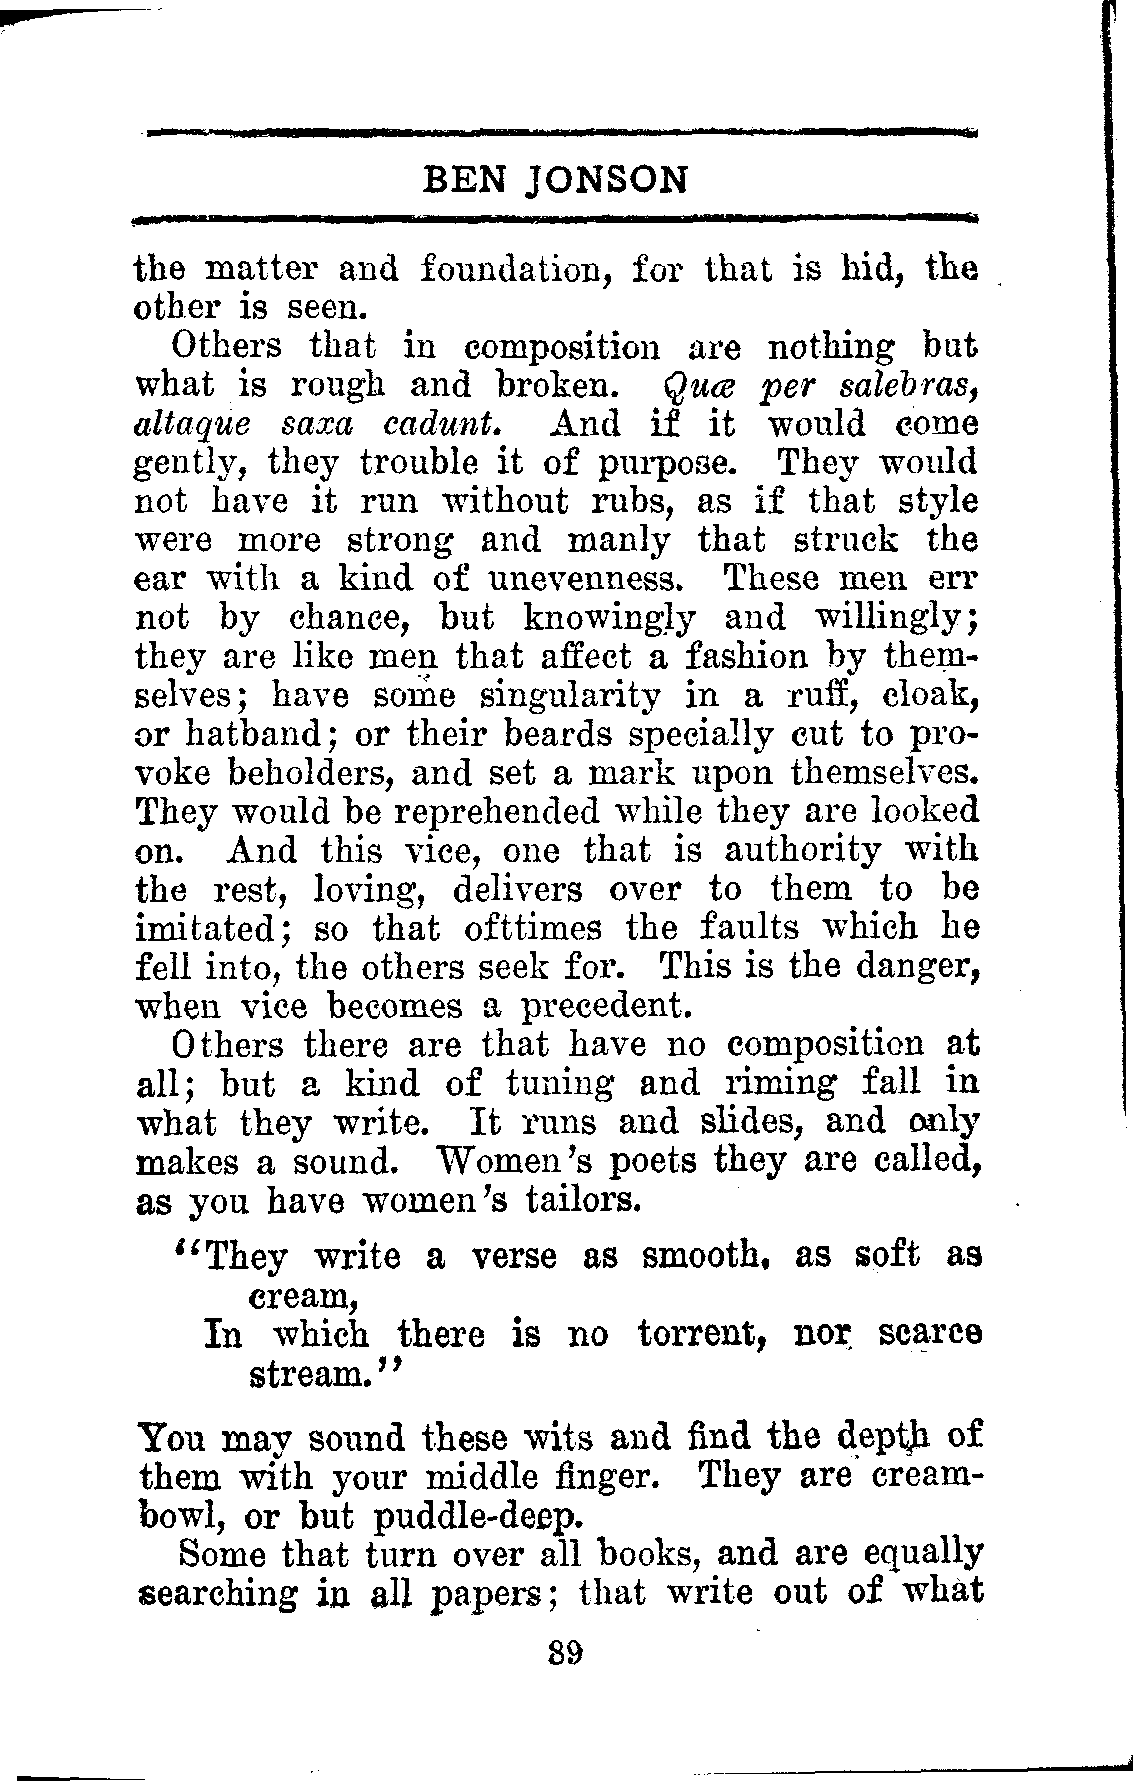 BEN JONSON
the matter and foundation, for that is hid, the
other is seen.
Others that in composition are nothing but
what is rough and broken. Quæ per salebras,
altaque saxa cadunt. And if it would come
gently, they trouble it of purpose. They would
not have it run without rubs, as if that style
were more strong and manly that struck the
ear with a kind of unevenness. These men err
not by chance, but knowingly and willingly;
they are like men that affect a fashion by them-
selves; have some singularity in a ruff, cloak,
or hatband; or their beards specially cut to pro-
voke beholders, and set a mark upon themselves.
They would be reprehended while they are looked
on. And this vice, one that is authority with
the rest, loving, delivers over to them to be
imitated; so that ofttimes the faults which he
fell into, the others seek for. This is the danger,
when vice becomes a precedent.
Others there are that have no composition at
all; but a kind of tuning and riming fall in
what they write. It runs and slides, and only
makes a sound. Women's poets they are called,
as you have women's tailors.
"They write a verse as smooth, as soft as
cream,
In which there is no torrent, nor scarce
stream."
You may sound these wits and find the depth of
them with your middle finger. They are cream-
bowl, or but puddle-deep.
Some that turn over all books, and are equally
searching in all papers; that write out of what
89